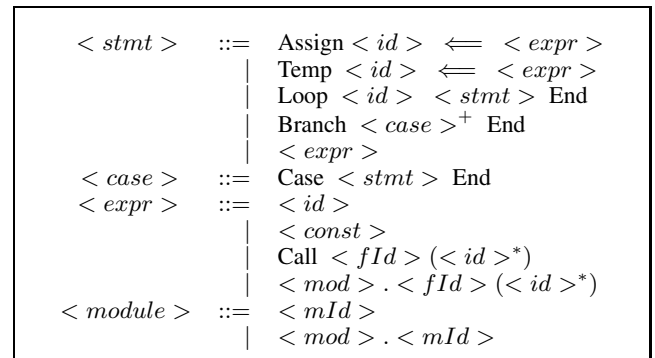 < stmt > ::= Assign < id > ⟸ < expr >
| Temp < id > ⟸ < expr >
| Loop < id > < stmt > End
| Branch < case >⁺ End
| < expr >
< case > ::= Case < stmt > End
< expr > ::= < id >
| < const >
| Call < fId > (< id >*)
| < mod > . < fId > (< id >*)
< module > ::= < mId >
| < mod > . < mId >